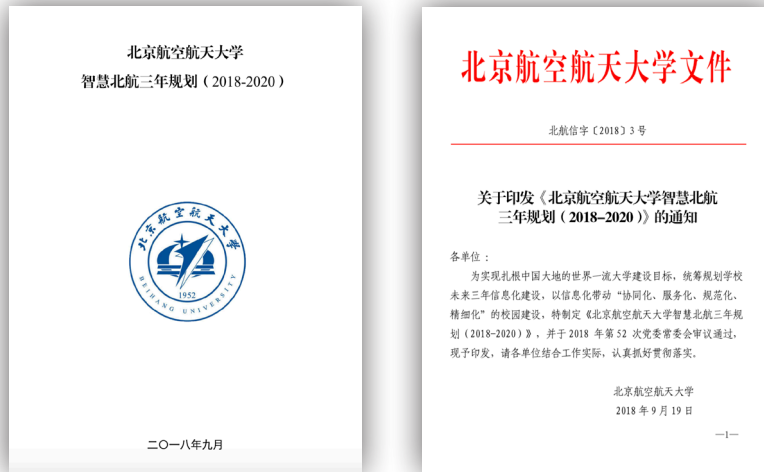 北京航空航天大学
智慧北航三年规划（2018-2020）
北京航空航天大学
1952
BEIHANG UNIVERSITY
二〇一八年九月
北京航空航天大学文件
北航信字〔2018〕3号
关于印发《北京航空航天大学智慧北航
三年规划（2018-2020）》的通知
各单位：
为实现扎根中国大地的世界一流大学建设目标，统筹规划学校
未来三年信息化建设，以信息化带动“协同化、服务化、规范化、
精细化”的校园建设，特制定《北京航空航天大学智慧北航三年规
划（2018-2020）》，并于2018 年第 52 次党委常委会审议通过，
现予印发，请各单位结合工作实际，认真抓好贯彻落实。
北京航空航天大学
2018 年 9 月 19 日
—1—